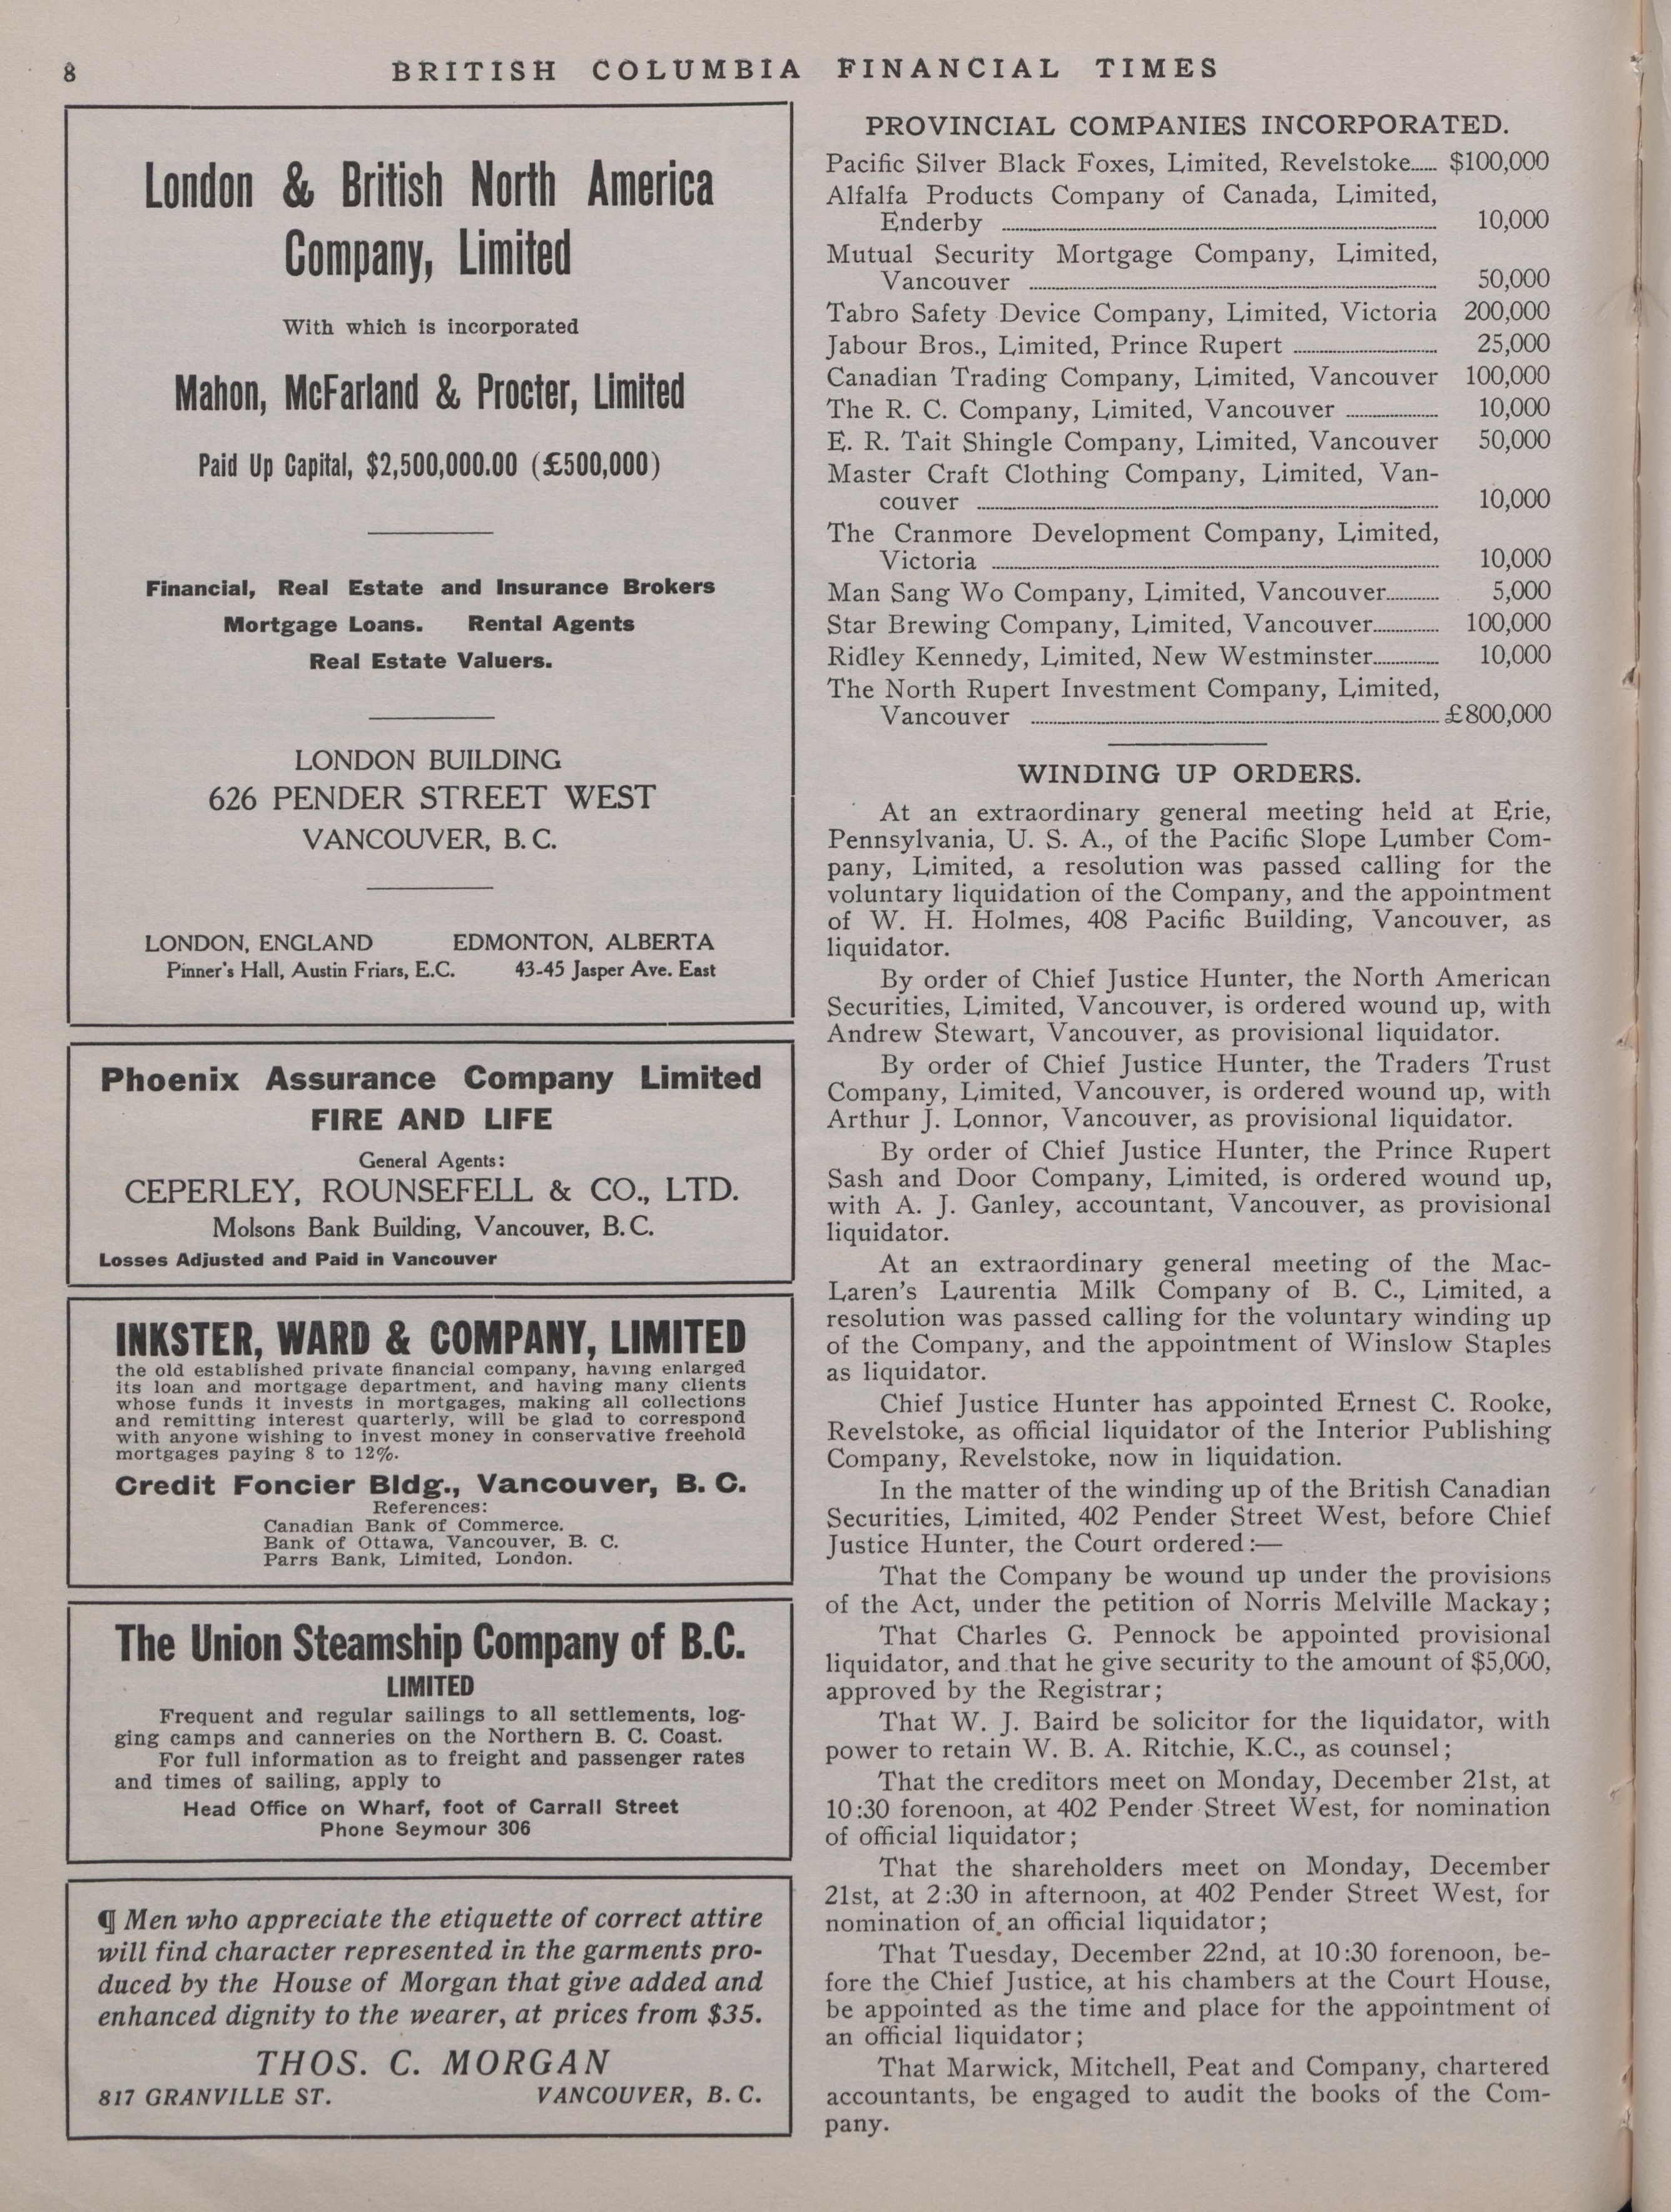 8
BRITISH COLUMBIA FINANCIAL TIMES
London & British North America
Company, Limited
With which is incorporated
Mahon, McFarland & Procter, Limited
Paid Up Capital, $2,500,000.00 (£500,000)
Financial, Real Estate and Insurance Brokers
Mortgage Loans. Rental Agents
Real Estate Valuers.
LONDON BUILDING
626 PENDER STREET WEST
VANCOUVER, B. C.
LONDON, ENGLAND EDMONTON, ALBERTA
Pinner's Hall, Austin Friars, E.C. 43-45 Jasper Ave. East
Phoenix Assurance Company Limited
FIRE AND LIFE
General Agents:
CEPERLEY, ROUNSEFELL & CO., LTD.
Molsons Bank Building, Vancouver, B. C.
Losses Adjusted and Paid in Vancouver
INKSTER, WARD & COMPANY, LIMITED
the old established private financial company, having enlarged
its loan and mortgage department, and having many clients
whose funds it invests in mortgages, making all collections
and remitting interest quarterly, will be glad to correspond
with anyone wishing to invest money in conservative freehold
mortgages paying 8 to 12%.
Credit Foncier Bldg., Vancouver, B. C.
References:
Canadian Bank of Commerce.
Bank of Ottawa, Vancouver, B. C.
Parrs Bank, Limited, London.
The Union Steamship Company of B.C.
LIMITED
Frequent and regular sailings to all settlements, log-
ging camps and canneries on the Northern B. C. Coast.
For full information as to freight and passenger rates
and times of sailing, apply to
Head Office on Wharf, foot of Carrall Street
Phone Seymour 306
¶ Men who appreciate the etiquette of correct attire
will find character represented in the garments pro-
duced by the House of Morgan that give added and
enhanced dignity to the wearer, at prices from $35.
THOS. C. MORGAN
817 GRANVILLE ST. VANCOUVER, B. C.
PROVINCIAL COMPANIES INCORPORATED.
Pacific Silver Black Foxes, Limited, Revelstoke..... $100,000
Alfalfa Products Company of Canada, Limited,
Enderby ..... 10,000
Mutual Security Mortgage Company, Limited,
Vancouver ..... 50,000
Tabro Safety Device Company, Limited, Victoria 200,000
Jabour Bros., Limited, Prince Rupert ..... 25,000
Canadian Trading Company, Limited, Vancouver 100,000
The R. C. Company, Limited, Vancouver ..... 10,000
E. R. Tait Shingle Company, Limited, Vancouver 50,000
Master Craft Clothing Company, Limited, Van-
couver ..... 10,000
The Cranmore Development Company, Limited,
Victoria ..... 10,000
Man Sang Wo Company, Limited, Vancouver..... 5,000
Star Brewing Company, Limited, Vancouver..... 100,000
Ridley Kennedy, Limited, New Westminster..... 10,000
The North Rupert Investment Company, Limited,
Vancouver ..... £800,000
WINDING UP ORDERS.
At an extraordinary general meeting held at Erie,
Pennsylvania, U. S. A., of the Pacific Slope Lumber Com-
pany, Limited, a resolution was passed calling for the
voluntary liquidation of the Company, and the appointment
of W. H. Holmes, 408 Pacific Building, Vancouver, as
liquidator.
By order of Chief Justice Hunter, the North American
Securities, Limited, Vancouver, is ordered wound up, with
Andrew Stewart, Vancouver, as provisional liquidator.
By order of Chief Justice Hunter, the Traders Trust
Company, Limited, Vancouver, is ordered wound up, with
Arthur J. Lonnor, Vancouver, as provisional liquidator.
By order of Chief Justice Hunter, the Prince Rupert
Sash and Door Company, Limited, is ordered wound up,
with A. J. Ganley, accountant, Vancouver, as provisional
liquidator.
At an extraordinary general meeting of the Mac-
Laren's Laurentia Milk Company of B. C., Limited, a
resolution was passed calling for the voluntary winding up
of the Company, and the appointment of Winslow Staples
as liquidator.
Chief Justice Hunter has appointed Ernest C. Rooke,
Revelstoke, as official liquidator of the Interior Publishing
Company, Revelstoke, now in liquidation.
In the matter of the winding up of the British Canadian
Securities, Limited, 402 Pender Street West, before Chief
Justice Hunter, the Court ordered:—
That the Company be wound up under the provisions
of the Act, under the petition of Norris Melville Mackay;
That Charles G. Pennock be appointed provisional
liquidator, and that he give security to the amount of $5,000,
approved by the Registrar;
That W. J. Baird be solicitor for the liquidator, with
power to retain W. B. A. Ritchie, K.C., as counsel;
That the creditors meet on Monday, December 21st, at
10:30 forenoon, at 402 Pender Street West, for nomination
of official liquidator;
That the shareholders meet on Monday, December
21st, at 2:30 in afternoon, at 402 Pender Street West, for
nomination of an official liquidator;
That Tuesday, December 22nd, at 10:30 forenoon, be-
fore the Chief Justice, at his chambers at the Court House,
be appointed as the time and place for the appointment of
an official liquidator;
That Marwick, Mitchell, Peat and Company, chartered
accountants, be engaged to audit the books of the Com-
pany.